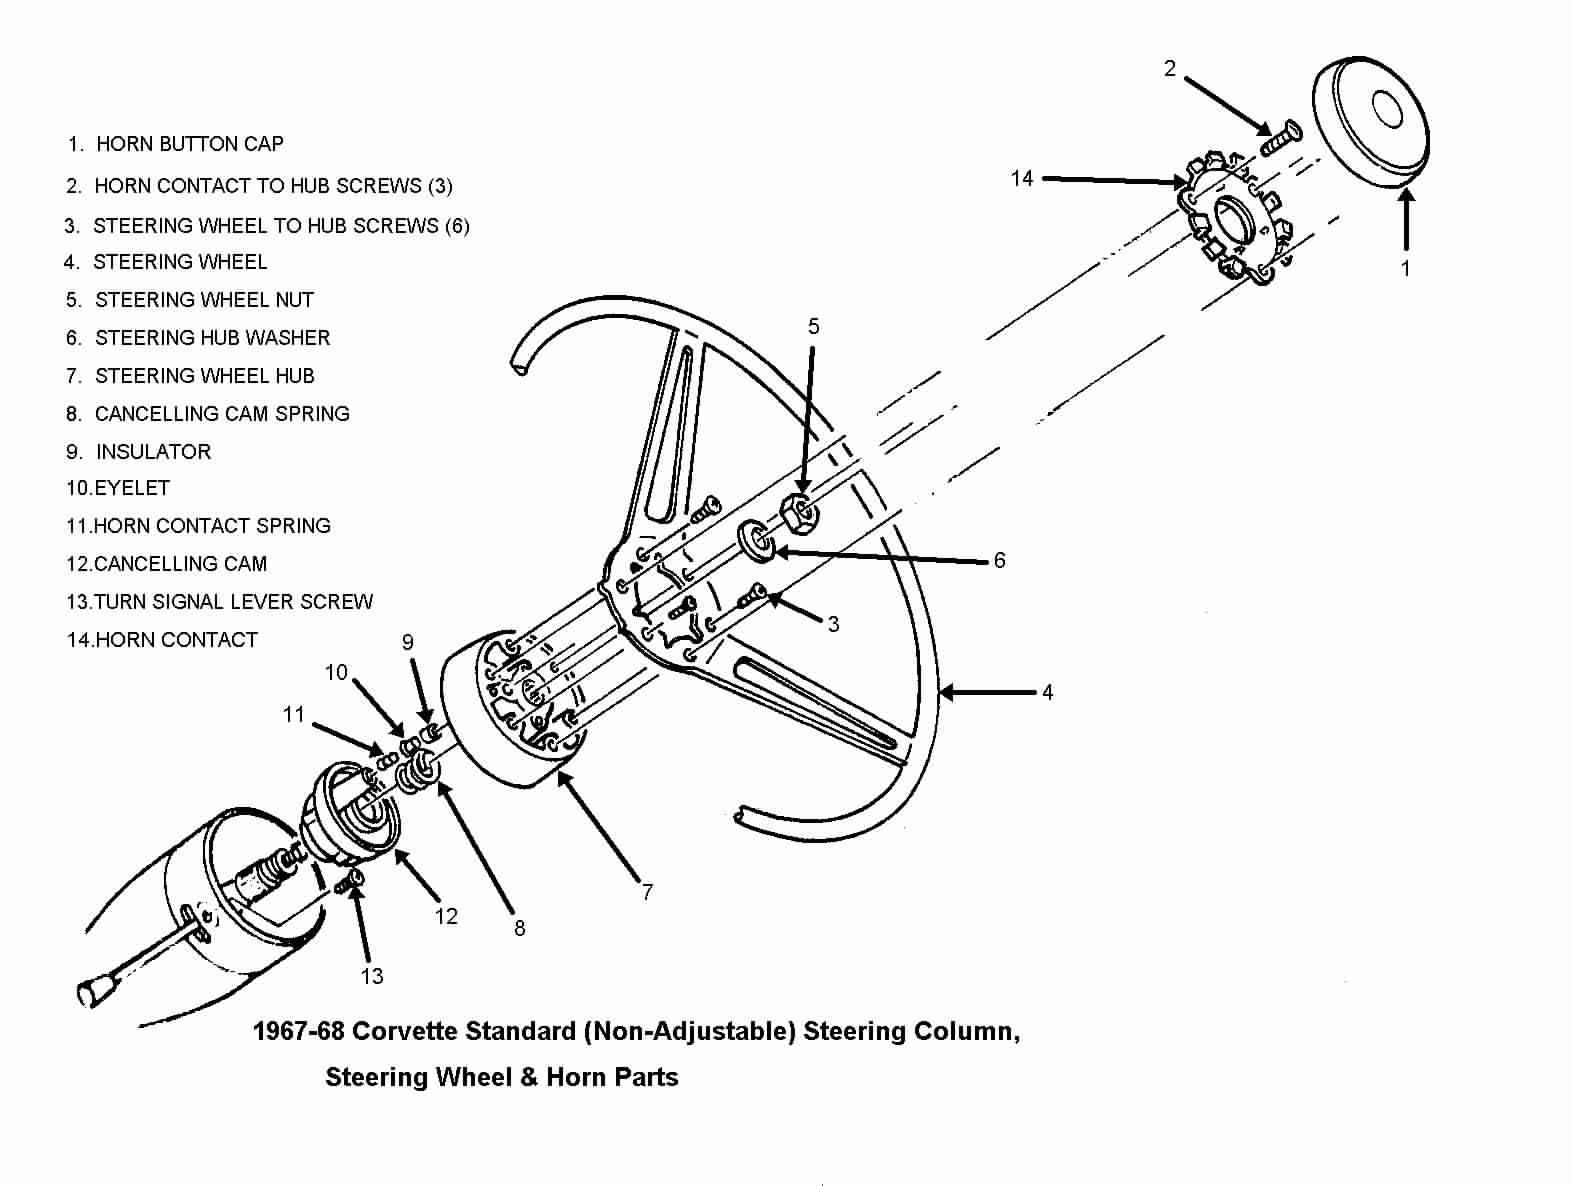 2
1. HORN BUTTON CAP
2. HORN CONTACT TO HUB SCREWS (3)
14
3. STEERING WHEEL TO HUB SCREWS (6)
4. STEERING WHEEL
1
5. STEERING WHEEL NUT
5
6. STEERING HUB WASHER
7. STEERING WHEEL HUB
8. CANCELLING CAM SPRING
9. INSULATOR
10.EYELET
11.HORN CONTACT SPRING
12.CANCELLING CAM
6
13.TURN SIGNAL LEVER SCREW
3
14.HORN CONTACT
9
10
4
11
7
12
8
13
1967-68 Corvette Standard (Non-Adjustable) Steering Column,
Steering Wheel & Horn Parts